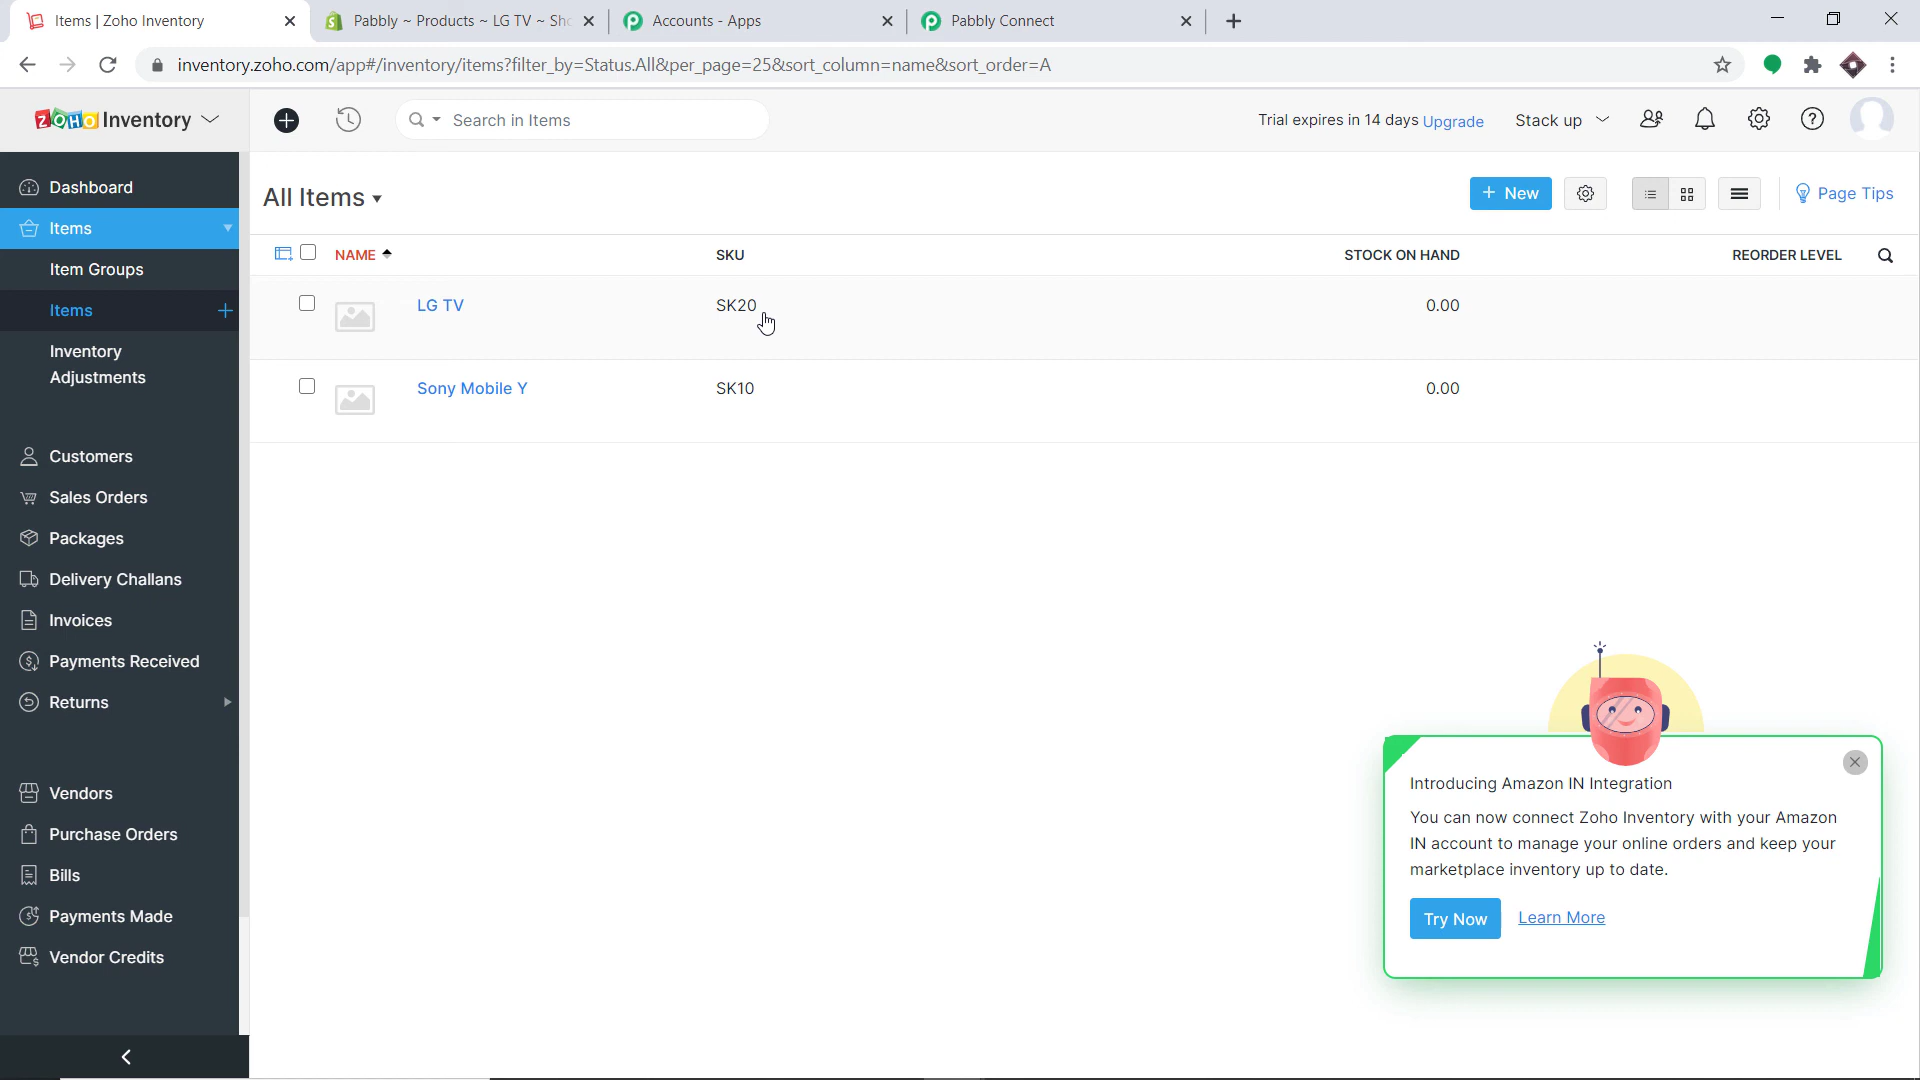 Items | Zoho Inventory
Pabbly ~ Products ~ LG TV ~ Sho
Accounts - Apps
Pabbly Connect
inventory.zoho.com/app#/inventory/items?filter_by=Status.All&per_page=25&sort_column=name&sort_order=A
ZOHO Inventory
Search in Items
Trial expires in 14 days Upgrade
Stack up
Dashboard
Items
Item Groups
Items
Inventory
Adjustments
Customers
Sales Orders
Packages
Delivery Challans
Invoices
Payments Received
Returns
Vendors
Purchase Orders
Bills
Payments Made
Vendor Credits
All Items
+ New
Page Tips
NAME
SKU
STOCK ON HAND
REORDER LEVEL
LG TV
SK20
0.00
Sony Mobile Y
SK10
0.00
Introducing Amazon IN Integration
You can now connect Zoho Inventory with your Amazon
IN account to manage your online orders and keep your
marketplace inventory up to date.
Try Now
Learn More